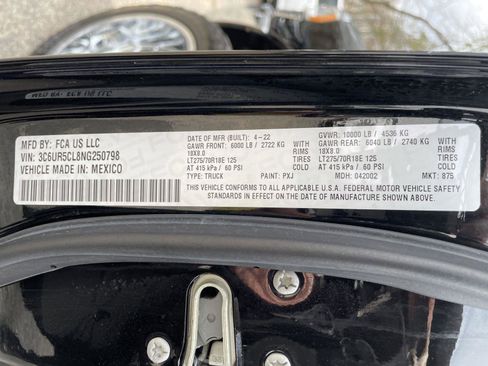 MFD BY: FCA US LLC
VIN: 3C6UR5CL8NG250798
VEHICLE MADE IN: MEXICO
DATE OF MFR (BUILT): 4-22
GAWR FRONT: 6000 LB / 2722 KG
18X8.0
LT275/70R18E 125
AT 415 kPa / 60 PSI
TYPE: TRUCK
RIMS
TIRES
COLD
PAINT: PXJ
GVWR: 10000 LB / 4536 KG
GAWR REAR: 6040 LB / 2740 KG
18X8.0
LT275/70R18E 125
AT 415 kPa / 60 PSI
MDH: 042002
RIMS
TIRES
COLD
MKT: 875
THIS VEHICLE CONFORMS TO ALL APPLICABLE U.S.A. FEDERAL MOTOR VEHICLE SAFETY
STANDARDS IN EFFECT ON THE DATE OF MANUFACTURE SHOWN ABOVE.